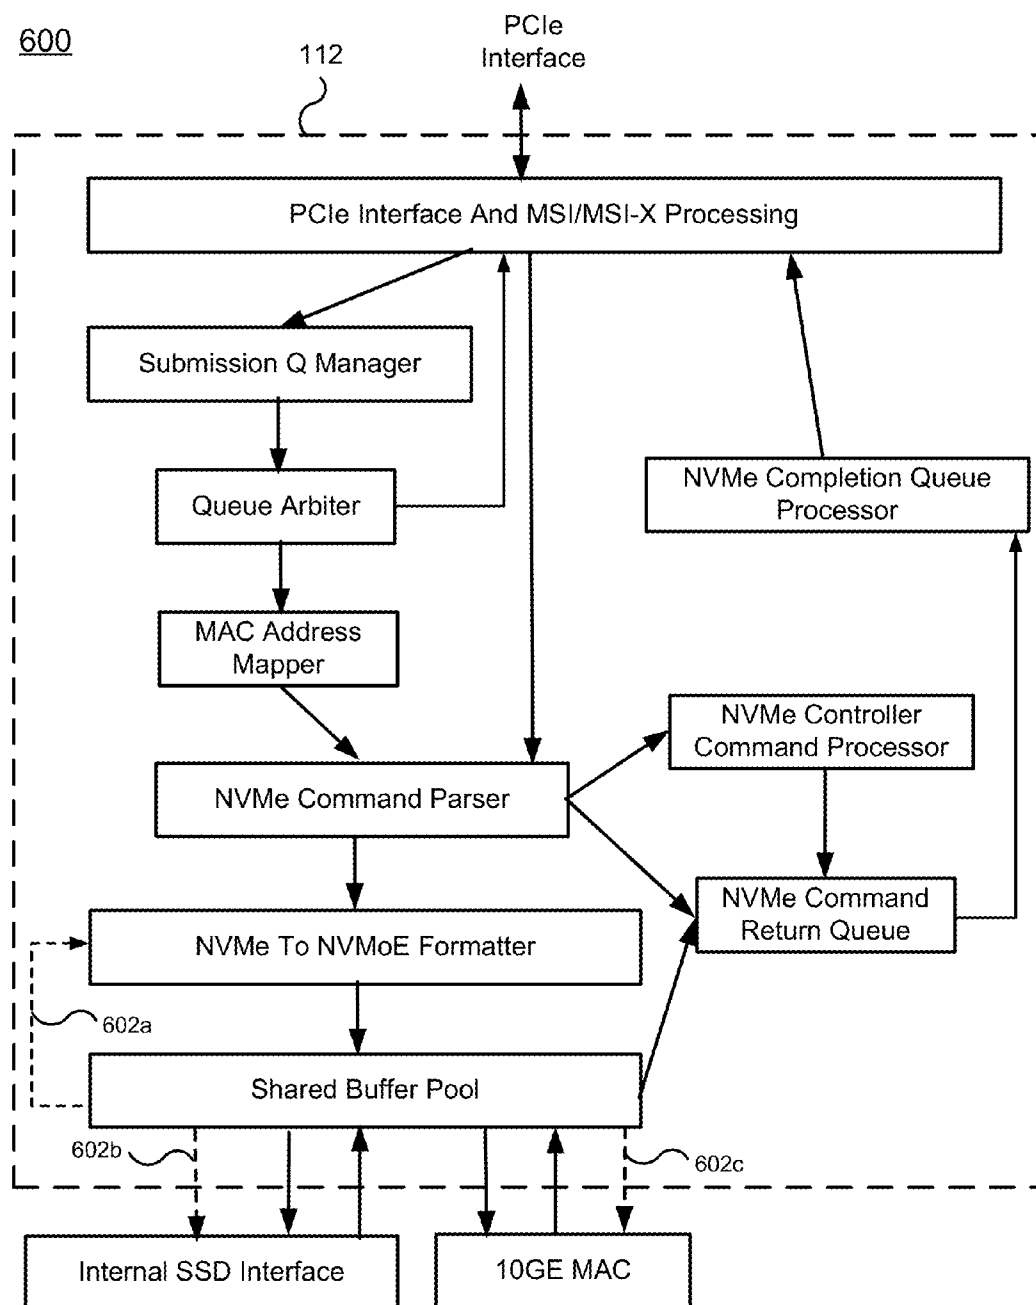 600
PCIe
Interface
112
PCIe Interface And MSI/MSI-X Processing
Submission Q Manager
Queue Arbiter
NVMe Completion Queue
Processor
MAC Address
Mapper
NVMe Controller
Command Processor
NVMe Command Parser
NVMe Command
Return Queue
NVMe To NVMoE Formatter
602a
Shared Buffer Pool
602b
602c
Internal SSD Interface
10GE MAC